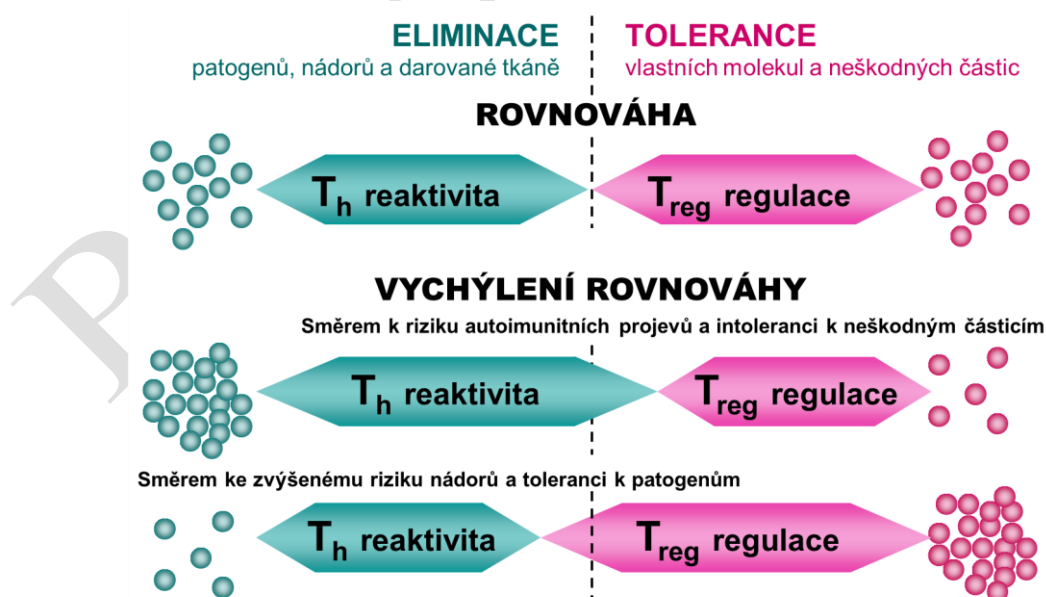 ELIMINACE
patogenů, nádorů a darované tkáně
TOLERANCE
vlastních molekul a neškodných částic
ROVNOVÁHA
Th reaktivita
Treg regulace
VYCHÝLENÍ ROVNOVÁHY
Směrem k riziku autoimunitních projevů a intoleranci k neškodným částicím
Th reaktivita
Treg regulace
Směrem ke zvýšenému riziku nádorů a toleranci k patogenům
Th reaktivita
Treg regulace